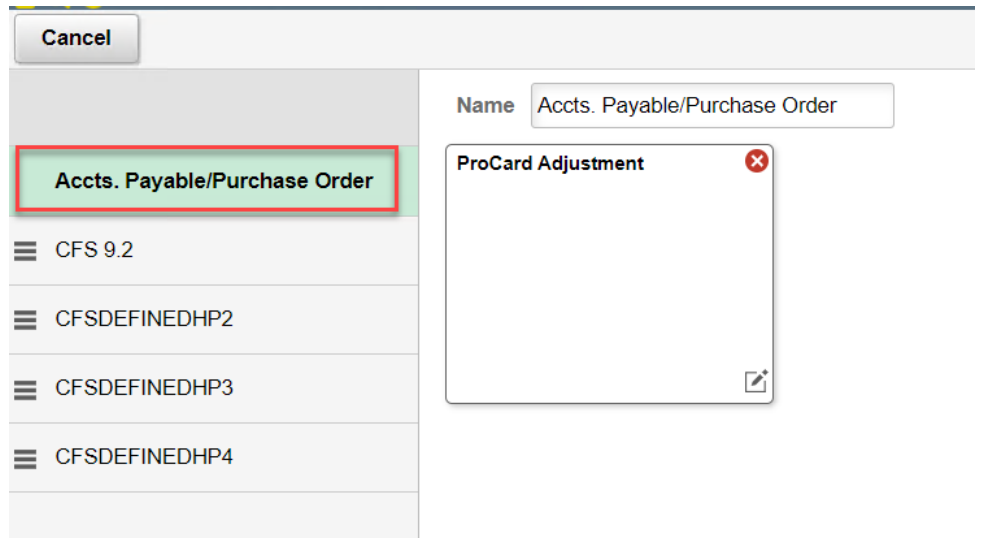 Cancel
Name Accts. Payable/Purchase Order
Accts. Payable/Purchase Order
ProCard Adjustment
CFS 9.2
CFSDEFINEDHP2
CFSDEFINEDHP3
CFSDEFINEDHP4